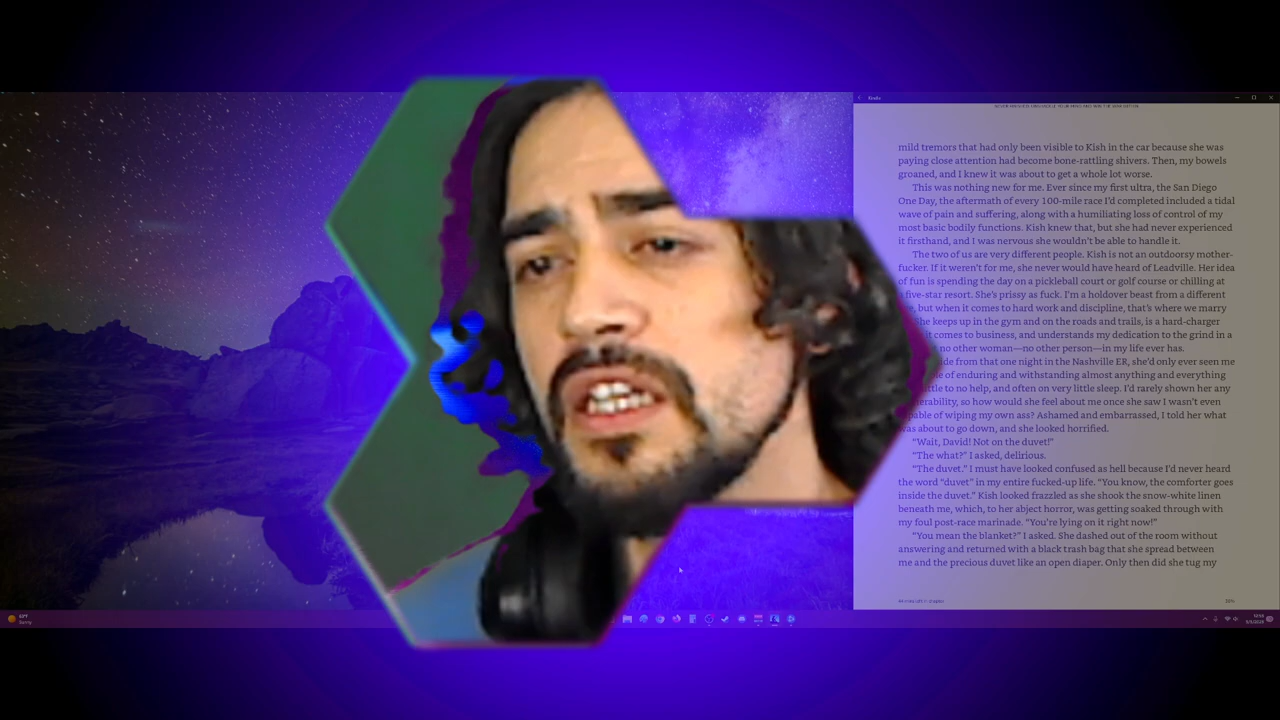 Kindle
NEVER FINISHED: UNSHACKLE YOUR MIND AND WIN THE WAR WITHIN
mild tremors that had only been visible to Kish in the car because she was
paying close attention had become bone-rattling shivers. Then, my bowels
groaned, and I knew it was about to get a whole lot worse.
This was nothing new for me. Ever since my first ultra, the San Diego
One Day, the aftermath of every 100-mile race I'd completed included a tidal
wave of pain and suffering, along with a humiliating loss of control of my
most basic bodily functions. Kish knew that, but she had never experienced
it firsthand, and I was nervous she wouldn't be able to handle it.
The two of us are very different people. Kish is not an outdoorsy mother-
fucker. If it weren't for me, she never would have heard of Leadville. Her idea
of fun is spending the day on a pickleball court or golf course or chilling at
a five-star resort. She's prissy as fuck. I'm a holdover beast from a different
but when it comes to hard work and discipline, that's where we marry
She keeps up in the gym and on the roads and trails, is a hard-charger
it comes to business, and understands my dedication to the grind in a
no other woman—no other person—in my life ever has.
from that one night in the Nashville ER, she'd only ever seen me
of enduring and withstanding almost anything and everything
to no help, and often on very little sleep. I'd rarely shown her any
so how would she feel about me once she saw I wasn't even
of wiping my own ass? Ashamed and embarrassed, I told her what
was about to go down, and she looked horrified.
"Wait, David! Not on the duvet!"
"The what?" I asked, delirious.
"The duvet." I must have looked confused as hell because I'd never heard
the word "duvet" in my entire fucked-up life. "You know, the comforter goes
inside the duvet." Kish looked frazzled as she shook the snow-white linen
beneath me, which, to her abject horror, was getting soaked through with
my foul post-race marinade. "You're lying on it right now!"
"You mean the blanket?" I asked. She dashed out of the room without
answering and returned with a black trash bag that she spread between
me and the precious duvet like an open diaper. Only then did she tug my
Sunny